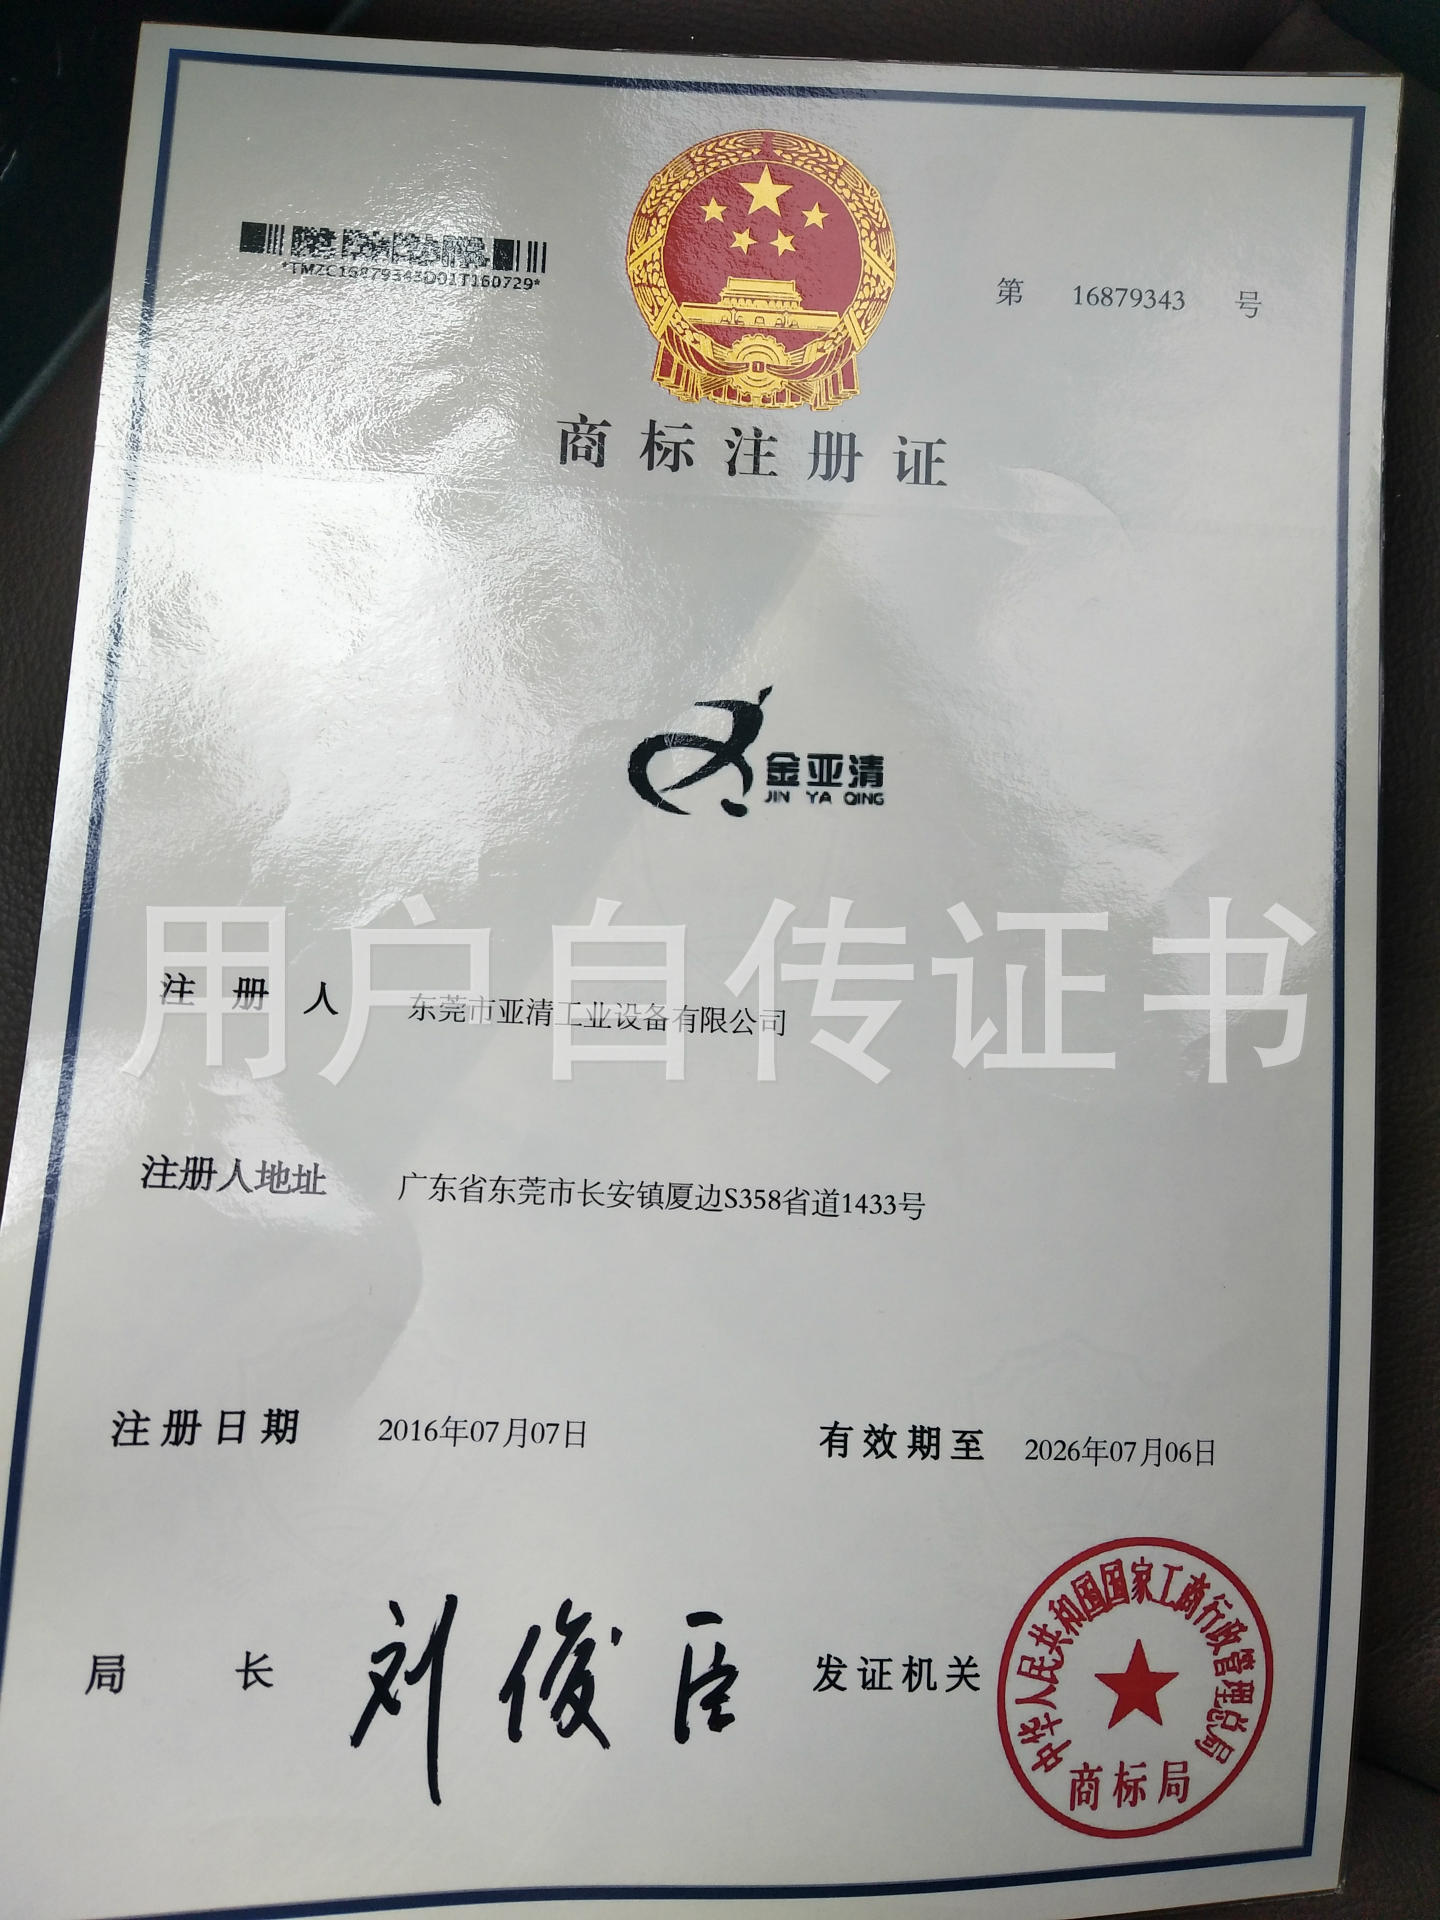 *TMZC16879343D01T160729*
第 16879343 号
商标注册证
金亚清
JIN YA QING
用户自传证书
注册人 东莞市亚清工业设备有限公司
注册人地址 广东省东莞市长安镇厦边S358省道1433号
注册日期 2016年07月07日 有效期至 2026年07月06日
局长 刘俊臣 发证机关
中华人民共和国国家工商行政管理总局
商标局